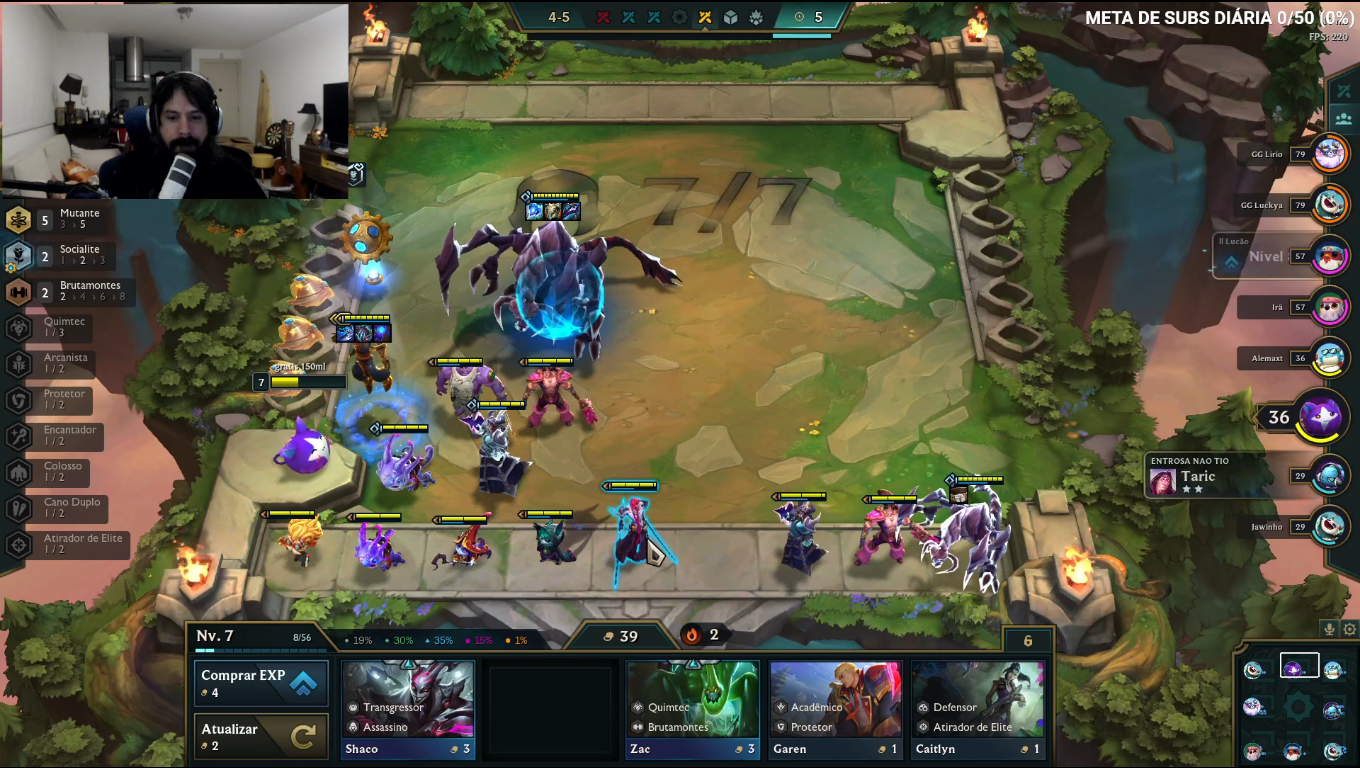 4-5
5
META DE SUBS DIÁRIA 0/50 (0%)
FPS: 220
7/7
GG Lirio 79
GG Luckya 79
Il Lucão
Nível
57
Irã 57
Alemaxt 36
36
ENTROSA NAO TIO
Taric
29
Jawinho 29
5 Mutante
3 › 5
2 Socialite
1 › 2 › 3
2 Brutamontes
2 › 4 › 6 › 8
Quimtec
1 / 3
Arcanista
1 / 2
Protetor
1 / 2
Encantador
1 / 2
Colosso
1 / 2
Cano Duplo
1 / 2
Atirador de Elite
1 / 2
gratis 150ml
7
Nv. 7
8/56
19% 30% 35% 15% 1%
39
2
6
Comprar EXP
4
Atualizar
2
Transgressor
Assassino
Shaco 3
Quimtec
Brutamontes
Zac 3
Acadêmico
Protetor
Garen 1
Defensor
Atirador de Elite
Caitlyn 1